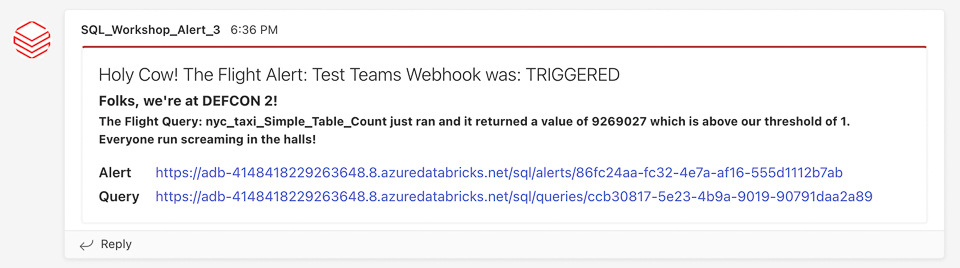 SQL_Workshop_Alert_3 6:36 PM
Holy Cow! The Flight Alert: Test Teams Webhook was: TRIGGERED
Folks, we're at DEFCON 2!
The Flight Query: nyc_taxi_Simple_Table_Count just ran and it returned a value of 9269027 which is above our threshold of 1.
Everyone run screaming in the halls!
Alert https://adb-4148418229263648.8.azuredatabricks.net/sql/alerts/86fc24aa-fc32-4e7a-af16-555d1112b7ab
Query https://adb-4148418229263648.8.azuredatabricks.net/sql/queries/ccb30817-5e23-4b9a-9019-90791daa2a89
Reply